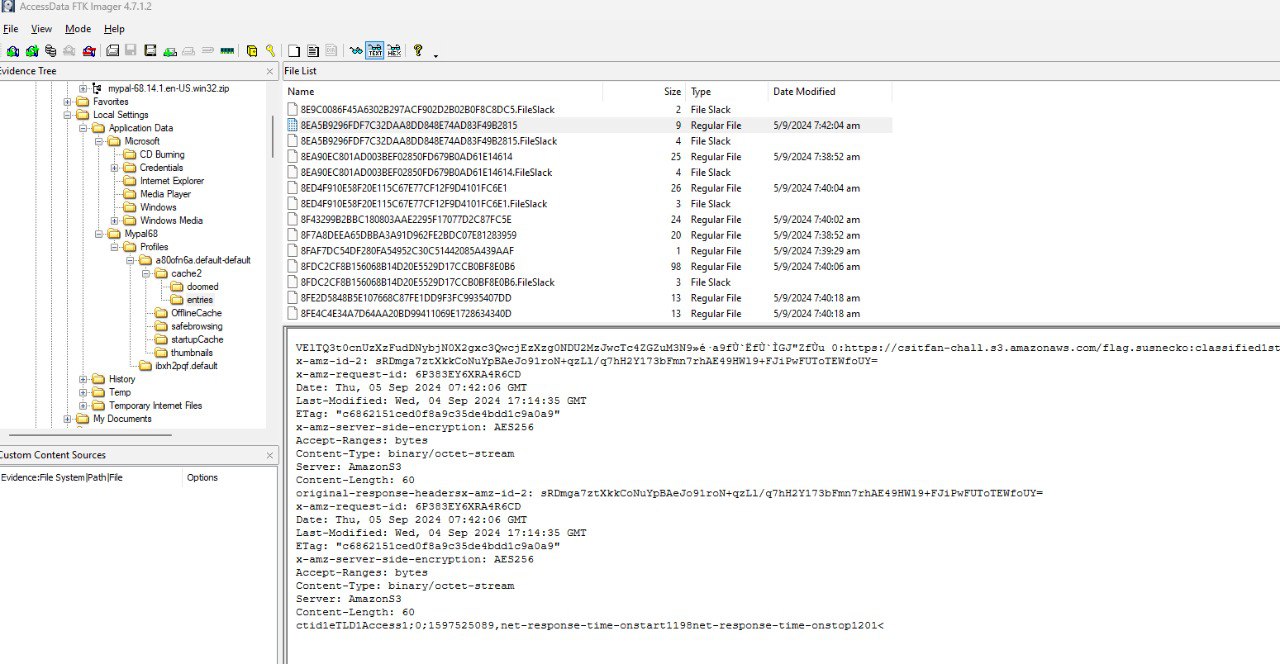 AccessData FTK Imager 4.7.1.2
File View Mode Help
Evidence Tree
mypal-68.14.1.en-US.win32.zip
Favorites
Local Settings
Application Data
Microsoft
CD Burning
Credentials
Internet Explorer
Media Player
Windows
Windows Media
Mypal68
Profiles
a80ofn6a.default-default
cache2
doomed
entries
OfflineCache
safebrowsing
startupCache
thumbnails
ibxh2pqf.default
History
Temp
Temporary Internet Files
My Documents
Custom Content Sources
Evidence:File System|Path|File Options
File List
Name Size Type Date Modified
8E9C0086F45A6302B297ACF902D2B02B0F8C8DC5.FileSlack 2 File Slack
8EA5B9296FDF7C32DAA8DD848E74AD83F49B2815 9 Regular File 5/9/2024 7:42:04 am
8EA5B9296FDF7C32DAA8DD848E74AD83F49B2815.FileSlack 4 File Slack
8EA90EC801AD003BEF02850FD679B0AD61E14614 25 Regular File 5/9/2024 7:38:52 am
8EA90EC801AD003BEF02850FD679B0AD61E14614.FileSlack 4 File Slack
8ED4F910E58F20E115C67E77CF12F9D4101FC6E1 26 Regular File 5/9/2024 7:40:04 am
8ED4F910E58F20E115C67E77CF12F9D4101FC6E1.FileSlack 3 File Slack
8F43299B2BBC180803AAE2295F17077D2C87FC5E 24 Regular File 5/9/2024 7:40:02 am
8F7A8DEEA65DBBA3A91D962FE2BDC07E81283959 20 Regular File 5/9/2024 7:38:52 am
8FAF7DC54DF280FA54952C30C51442085A439AAF 1 Regular File 5/9/2024 7:39:29 am
8FDC2CF8B156068B14D20E5529D17CCB0BF8E0B6 98 Regular File 5/9/2024 7:40:06 am
8FDC2CF8B156068B14D20E5529D17CCB0BF8E0B6.FileSlack 3 File Slack
8FE2D5848B5E107668C87FE1DD9F3FC9935407DD 13 Regular File 5/9/2024 7:40:18 am
8FE4C4E34A7D64AA20BD99411069E1728634340D 13 Regular File 5/9/2024 7:40:18 am
VElTQ3t0cnUzXzFudDNybjN0X2gxc3QwcjEzXzg0NDU2MzJwcTc4ZGZuM3N9»é·a9fÙ`ËfÙ`ÌGJ"ZfÙu 0:https://csitfan-chall.s3.amazonaws.com/flag.susnecko:classified1st
x-amz-id-2: sRDmga7ztXkkCoNuYpBAeJo91roN+qzLl/q7hH2Y173bFmn7rhAE49HWl9+FJiPwFUToTEWfoUY=
x-amz-request-id: 6P383EY6XRA4R6CD
Date: Thu, 05 Sep 2024 07:42:06 GMT
Last-Modified: Wed, 04 Sep 2024 17:14:35 GMT
ETag: "c6862151ced0f8a9c35de4bdd1c9a0a9"
x-amz-server-side-encryption: AES256
Accept-Ranges: bytes
Content-Type: binary/octet-stream
Server: AmazonS3
Content-Length: 60
original-response-headersx-amz-id-2: sRDmga7ztXkkCoNuYpBAeJo91roN+qzLl/q7hH2Y173bFmn7rhAE49HWl9+FJiPwFUToTEWfoUY=
x-amz-request-id: 6P383EY6XRA4R6CD
Date: Thu, 05 Sep 2024 07:42:06 GMT
Last-Modified: Wed, 04 Sep 2024 17:14:35 GMT
ETag: "c6862151ced0f8a9c35de4bdd1c9a0a9"
x-amz-server-side-encryption: AES256
Accept-Ranges: bytes
Content-Type: binary/octet-stream
Server: AmazonS3
Content-Length: 60
ctid1eTLD1Access1;0;1597525089,net-response-time-onstart1198net-response-time-onstop1201<